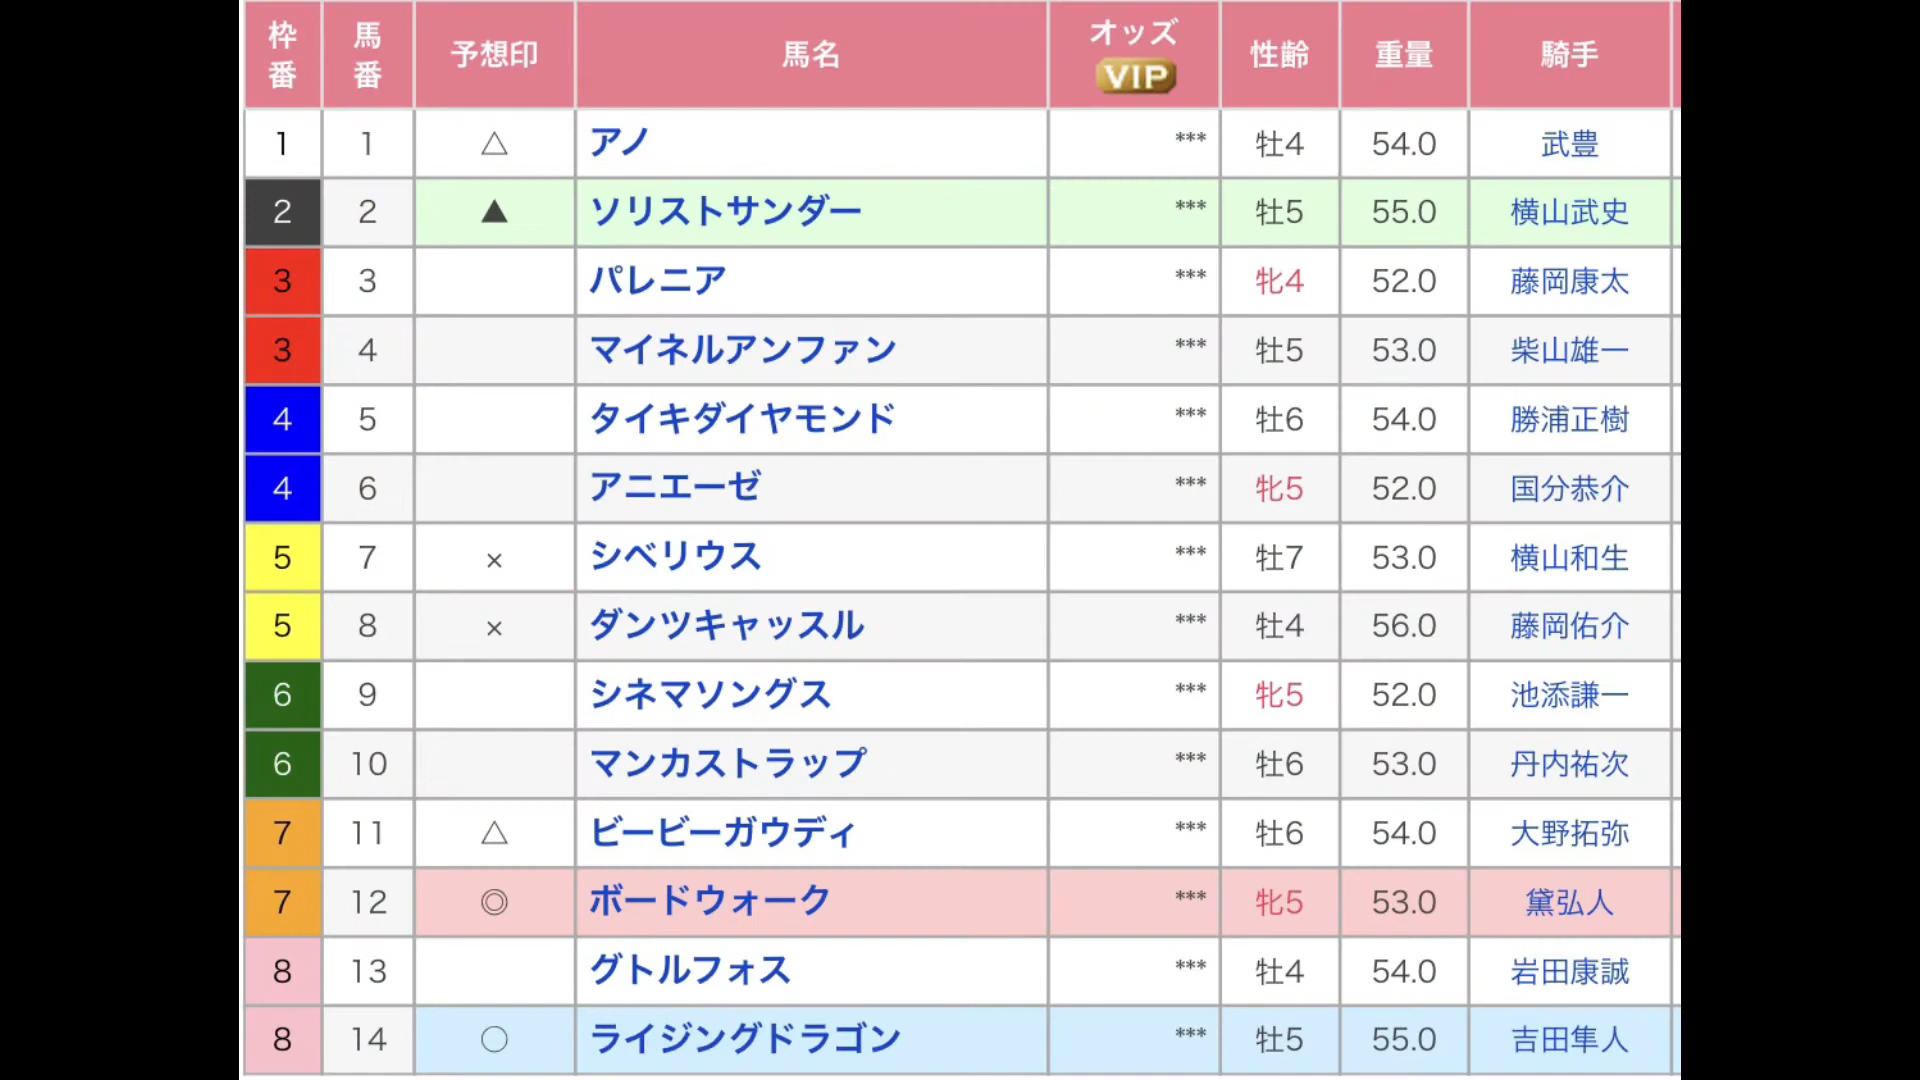 枠番 馬番 予想印 馬名 オッズ VIP 性齢 重量 騎手
1 1 △ アノ *** 牡4 54.0 武豊
2 2 ▲ ソリストサンダー *** 牡5 55.0 横山武史
3 3 パレニア *** 牝4 52.0 藤岡康太
3 4 マイネルアンファン *** 牡5 53.0 柴山雄一
4 5 タイキダイヤモンド *** 牡6 54.0 勝浦正樹
4 6 アニエーゼ *** 牝5 52.0 国分恭介
5 7 × シベリウス *** 牡7 53.0 横山和生
5 8 × ダンツキャッスル *** 牡4 56.0 藤岡佑介
6 9 シネマソングス *** 牝5 52.0 池添謙一
6 10 マンカストラップ *** 牡6 53.0 丹内祐次
7 11 △ ビービーガウディ *** 牡6 54.0 大野拓弥
7 12 ◎ ボードウォーク *** 牝5 53.0 黛弘人
8 13 グトルフォス *** 牡4 54.0 岩田康誠
8 14 ○ ライジングドラゴン *** 牡5 55.0 吉田隼人